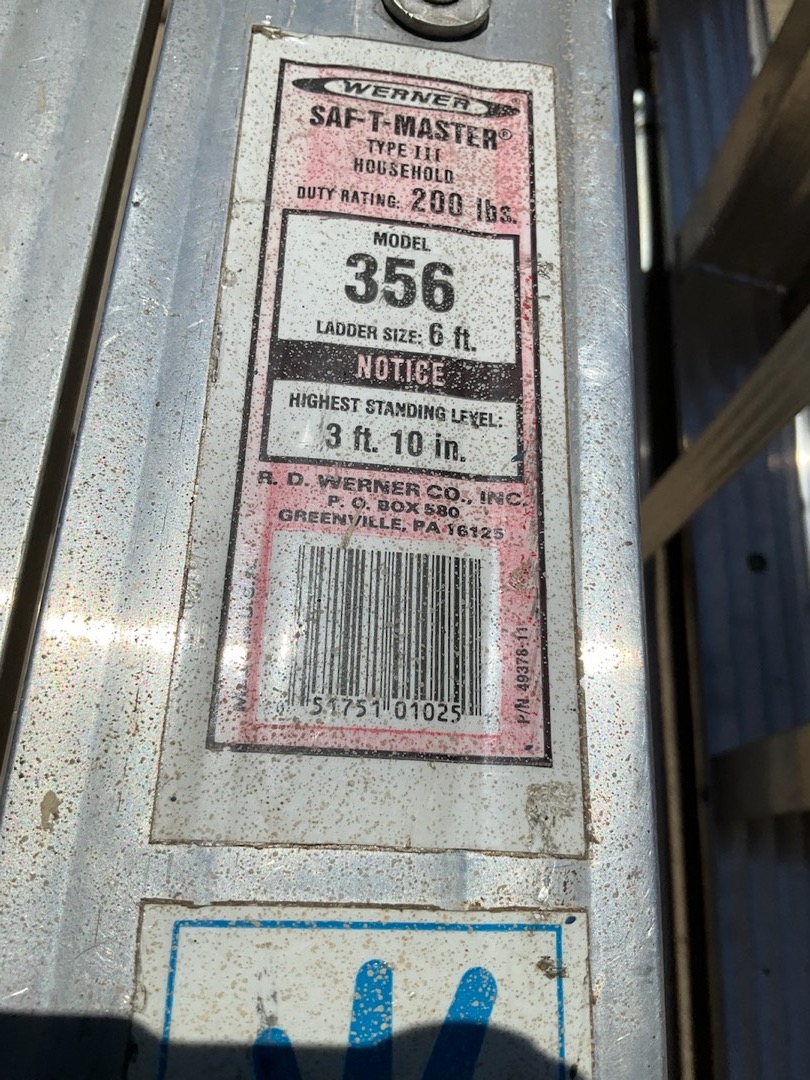 WERNER
SAF-T-MASTER®
TYPE III
HOUSEHOLD
DUTY RATING: 200 lbs.
MODEL
356
LADDER SIZE: 6 ft.
NOTICE
HIGHEST STANDING LEVEL:
3 ft. 10 in.
R. D. WERNER CO., INC.
P. O. BOX 580
GREENVILLE, PA 16125
51751 01025
P/N 49378-11